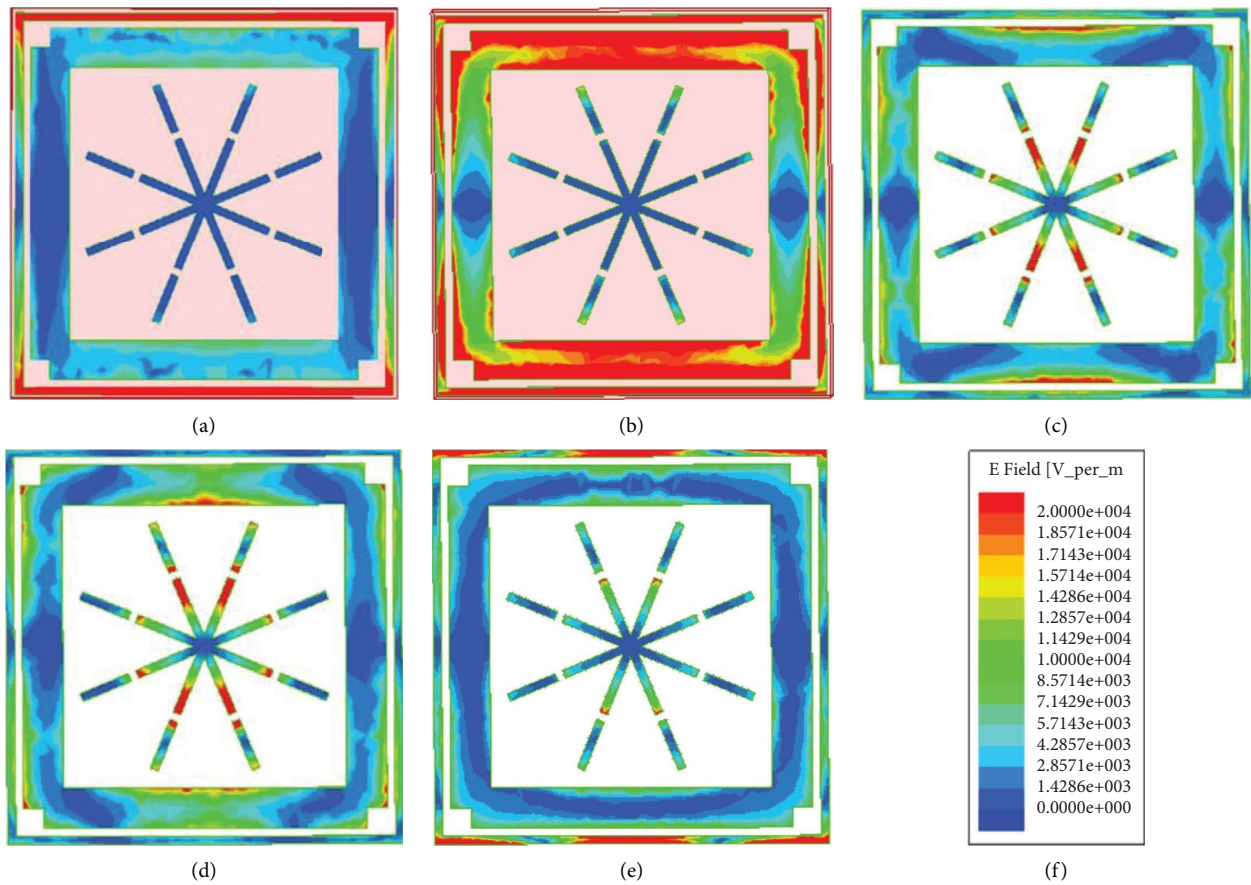 (a)
(b)
(c)
(d)
(e)
E Field [V_per_m
2.0000e+004
1.8571e+004
1.7143e+004
1.5714e+004
1.4286e+004
1.2857e+004
1.1429e+004
1.0000e+004
8.5714e+003
7.1429e+003
5.7143e+003
4.2857e+003
2.8571e+003
1.4286e+003
0.0000e+000
(f)